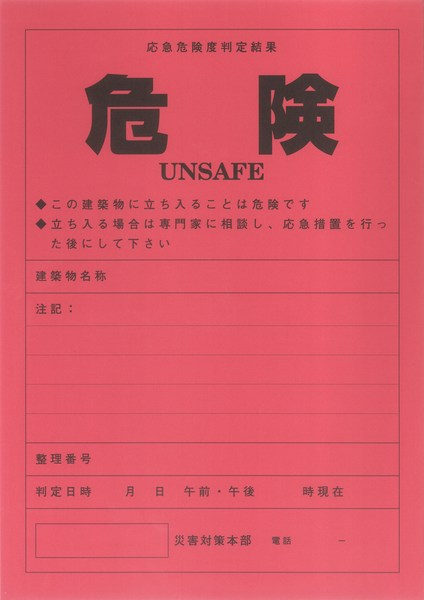 応急危険度判定結果
危 険
UNSAFE
◆この建築物に立ち入ることは危険です
◆立ち入る場合は専門家に相談し、応急措置を行っ
た後にして下さい
建築物名称
注記：
整理番号
判定日時 月 日 午前・午後 時現在
災害対策本部 電話 ー